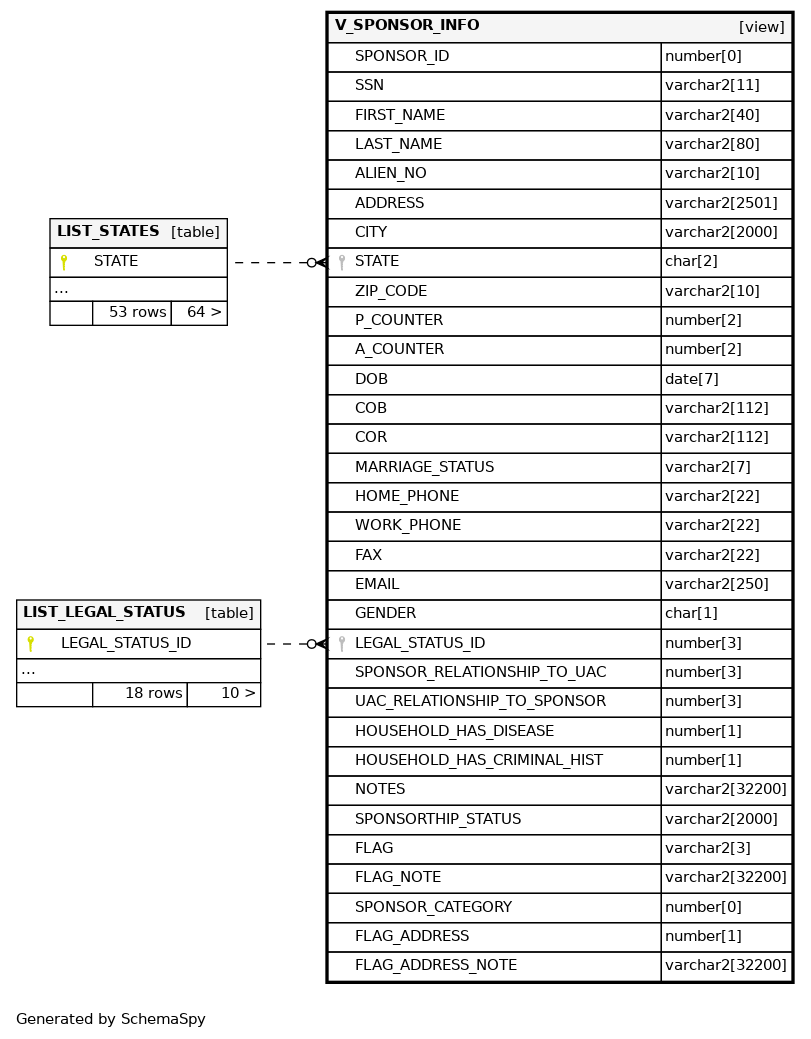 V_SPONSOR_INFO [view]
SPONSOR_ID number[0]
SSN varchar2[11]
FIRST_NAME varchar2[40]
LAST_NAME varchar2[80]
ALIEN_NO varchar2[10]
ADDRESS varchar2[2501]
CITY varchar2[2000]
STATE char[2]
ZIP_CODE varchar2[10]
P_COUNTER number[2]
A_COUNTER number[2]
DOB date[7]
COB varchar2[112]
COR varchar2[112]
MARRIAGE_STATUS varchar2[7]
HOME_PHONE varchar2[22]
WORK_PHONE varchar2[22]
FAX varchar2[22]
EMAIL varchar2[250]
GENDER char[1]
LEGAL_STATUS_ID number[3]
SPONSOR_RELATIONSHIP_TO_UAC number[3]
UAC_RELATIONSHIP_TO_SPONSOR number[3]
HOUSEHOLD_HAS_DISEASE number[1]
HOUSEHOLD_HAS_CRIMINAL_HIST number[1]
NOTES varchar2[32200]
SPONSORTHIP_STATUS varchar2[2000]
FLAG varchar2[3]
FLAG_NOTE varchar2[32200]
SPONSOR_CATEGORY number[0]
FLAG_ADDRESS number[1]
FLAG_ADDRESS_NOTE varchar2[32200]
LIST_STATES [table]
STATE
...
53 rows 64 >
LIST_LEGAL_STATUS [table]
LEGAL_STATUS_ID
...
18 rows 10 >
Generated by SchemaSpy